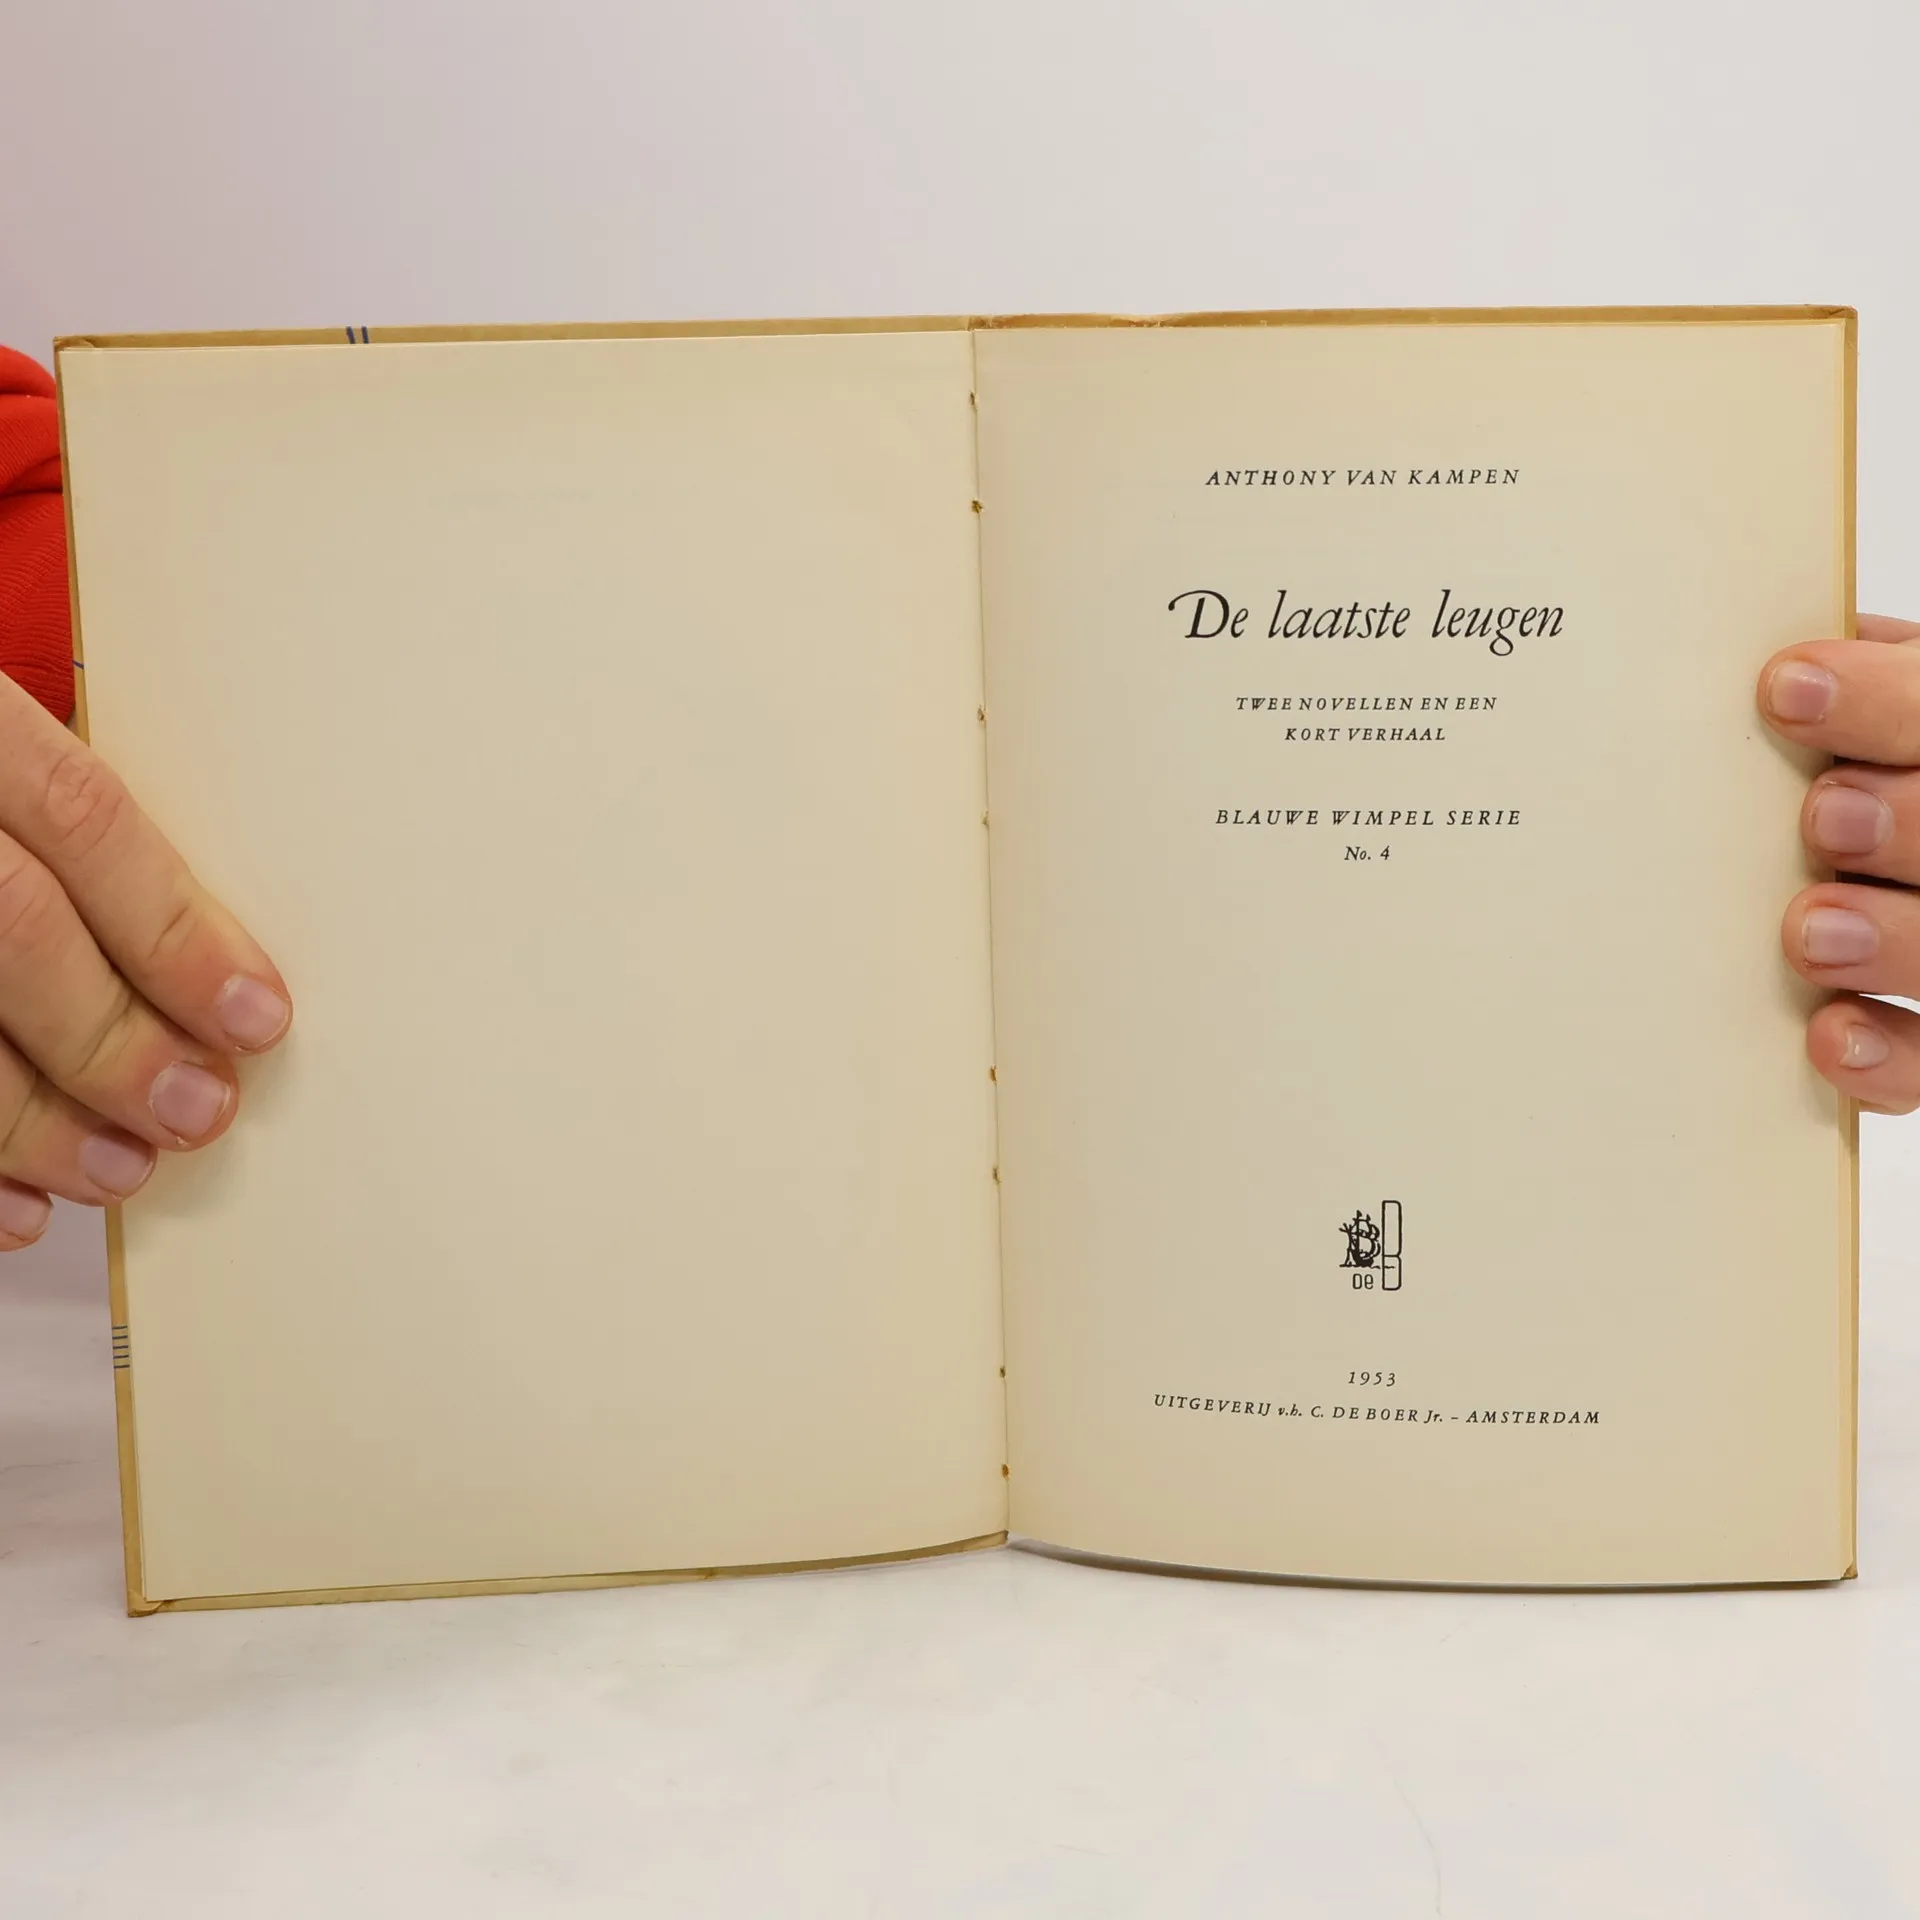 ANTHONY VAN KAMPEN
De laatste leugen
TWEE NOVELLEN EN EEN
KORT VERHAAL
BLAUWE WIMPEL SERIE
No. 4
B
De
1953
UITGEVERIJ v.h. C. DE BOER Jr. – AMSTERDAM